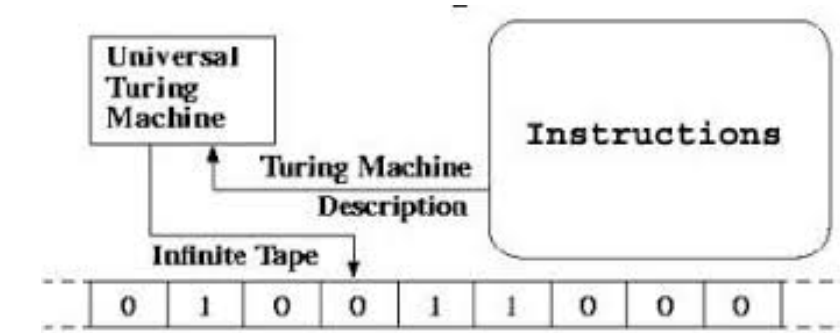 Universal
Turing
Machine
Instructions
Turing Machine
Description
Infinite Tape
0 1 0 0 1 1 0 0 0